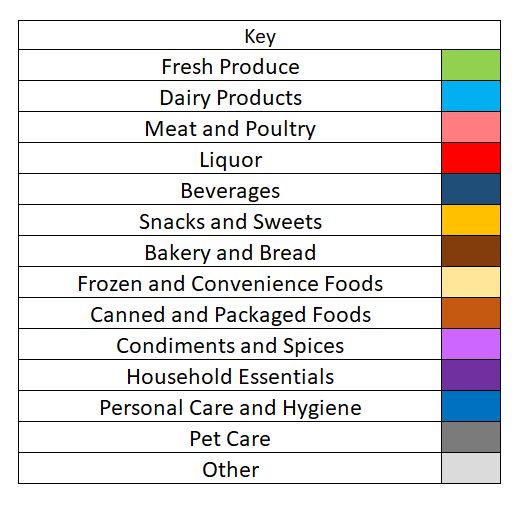 Key
Fresh Produce
Dairy Products
Meat and Poultry
Liquor
Beverages
Snacks and Sweets
Bakery and Bread
Frozen and Convenience Foods
Canned and Packaged Foods
Condiments and Spices
Household Essentials
Personal Care and Hygiene
Pet Care
Other